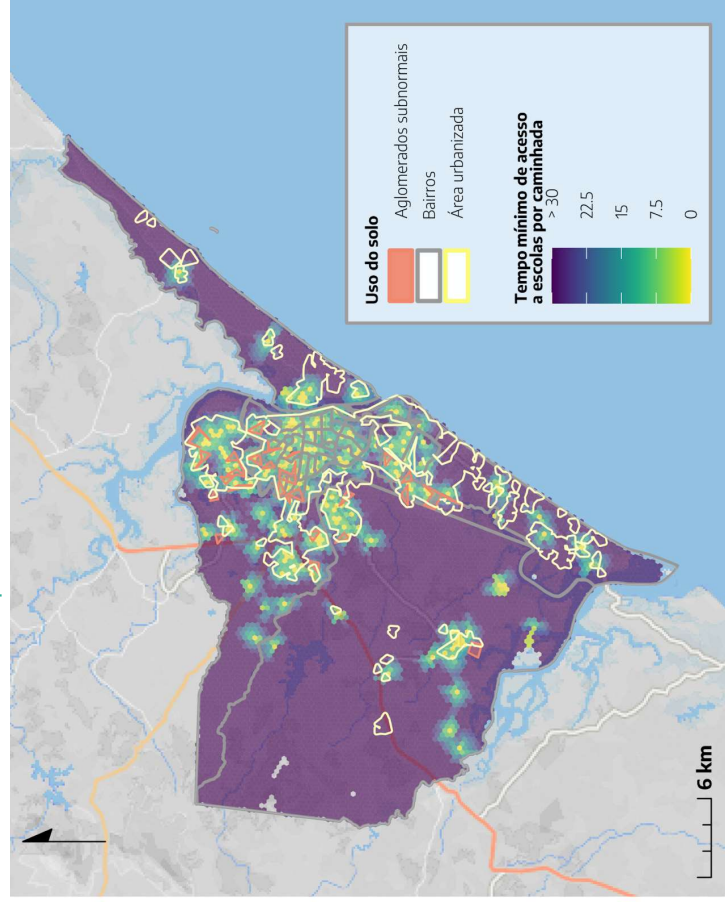 Uso do solo
Aglomerados subnormais
Bairros
Área urbanizada
Tempo mínimo de acesso
a escolas por caminhada
> 30
22.5
15
7.5
0
6 km